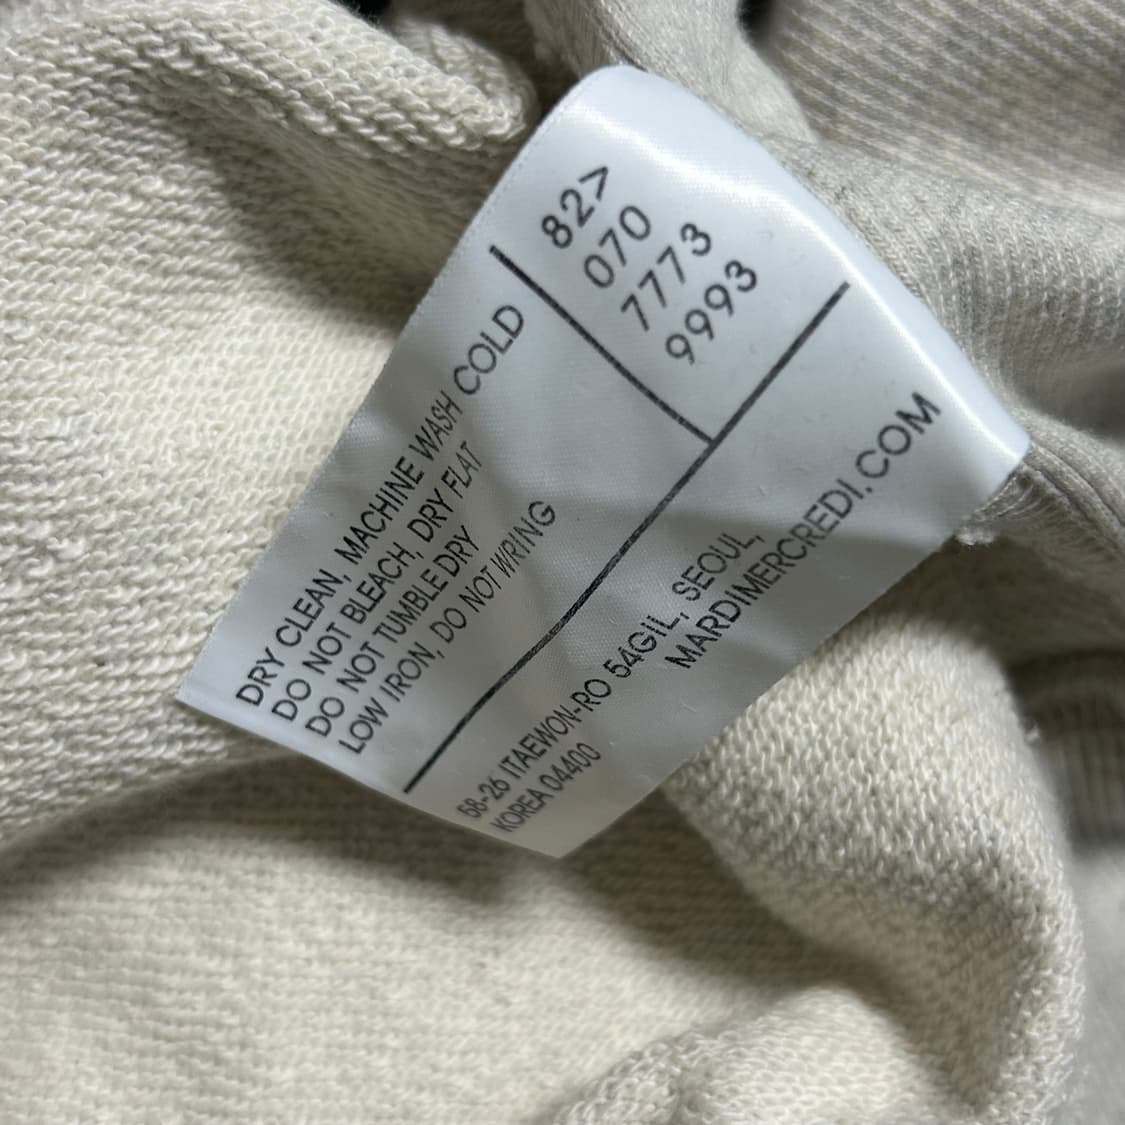 82>
070
7773
9993
DRY CLEAN, MACHINE WASH COLD
DO NOT BLEACH, DRY FLAT
DO NOT TUMBLE DRY
LOW IRON, DO NOT WRING
68-26 ITAEWON-RO 54GIL, SEOUL,
KOREA 04400
MARDIMERCREDI.COM